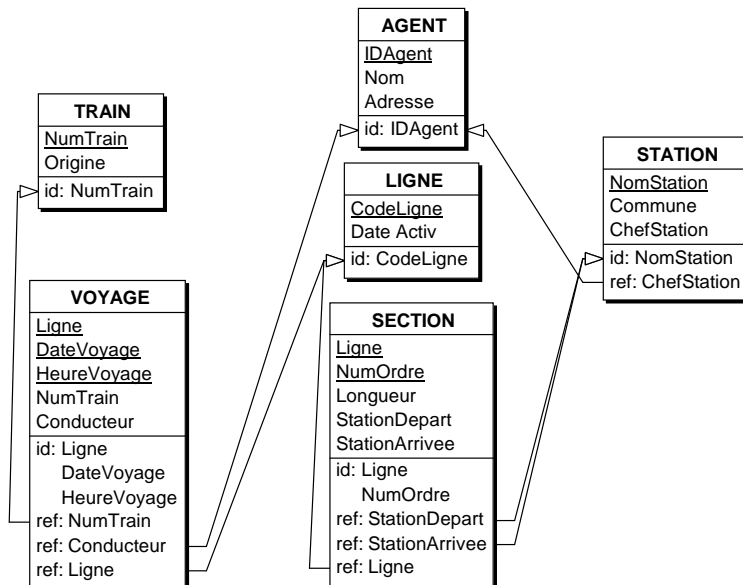 AGENT
IDAgent
Nom
Adresse
id: IDAgent
TRAIN
NumTrain
Origine
id: NumTrain
LIGNE
CodeLigne
Date Activ
id: CodeLigne
STATION
NomStation
Commune
ChefStation
id: NomStation
ref: ChefStation
VOYAGE
Ligne
DateVoyage
HeureVoyage
NumTrain
Conducteur
id: Ligne
DateVoyage
HeureVoyage
ref: NumTrain
ref: Conducteur
ref: Ligne
SECTION
Ligne
NumOrdre
Longueur
StationDepart
StationArrivee
id: Ligne
NumOrdre
ref: StationDepart
ref: StationArrivee
ref: Ligne